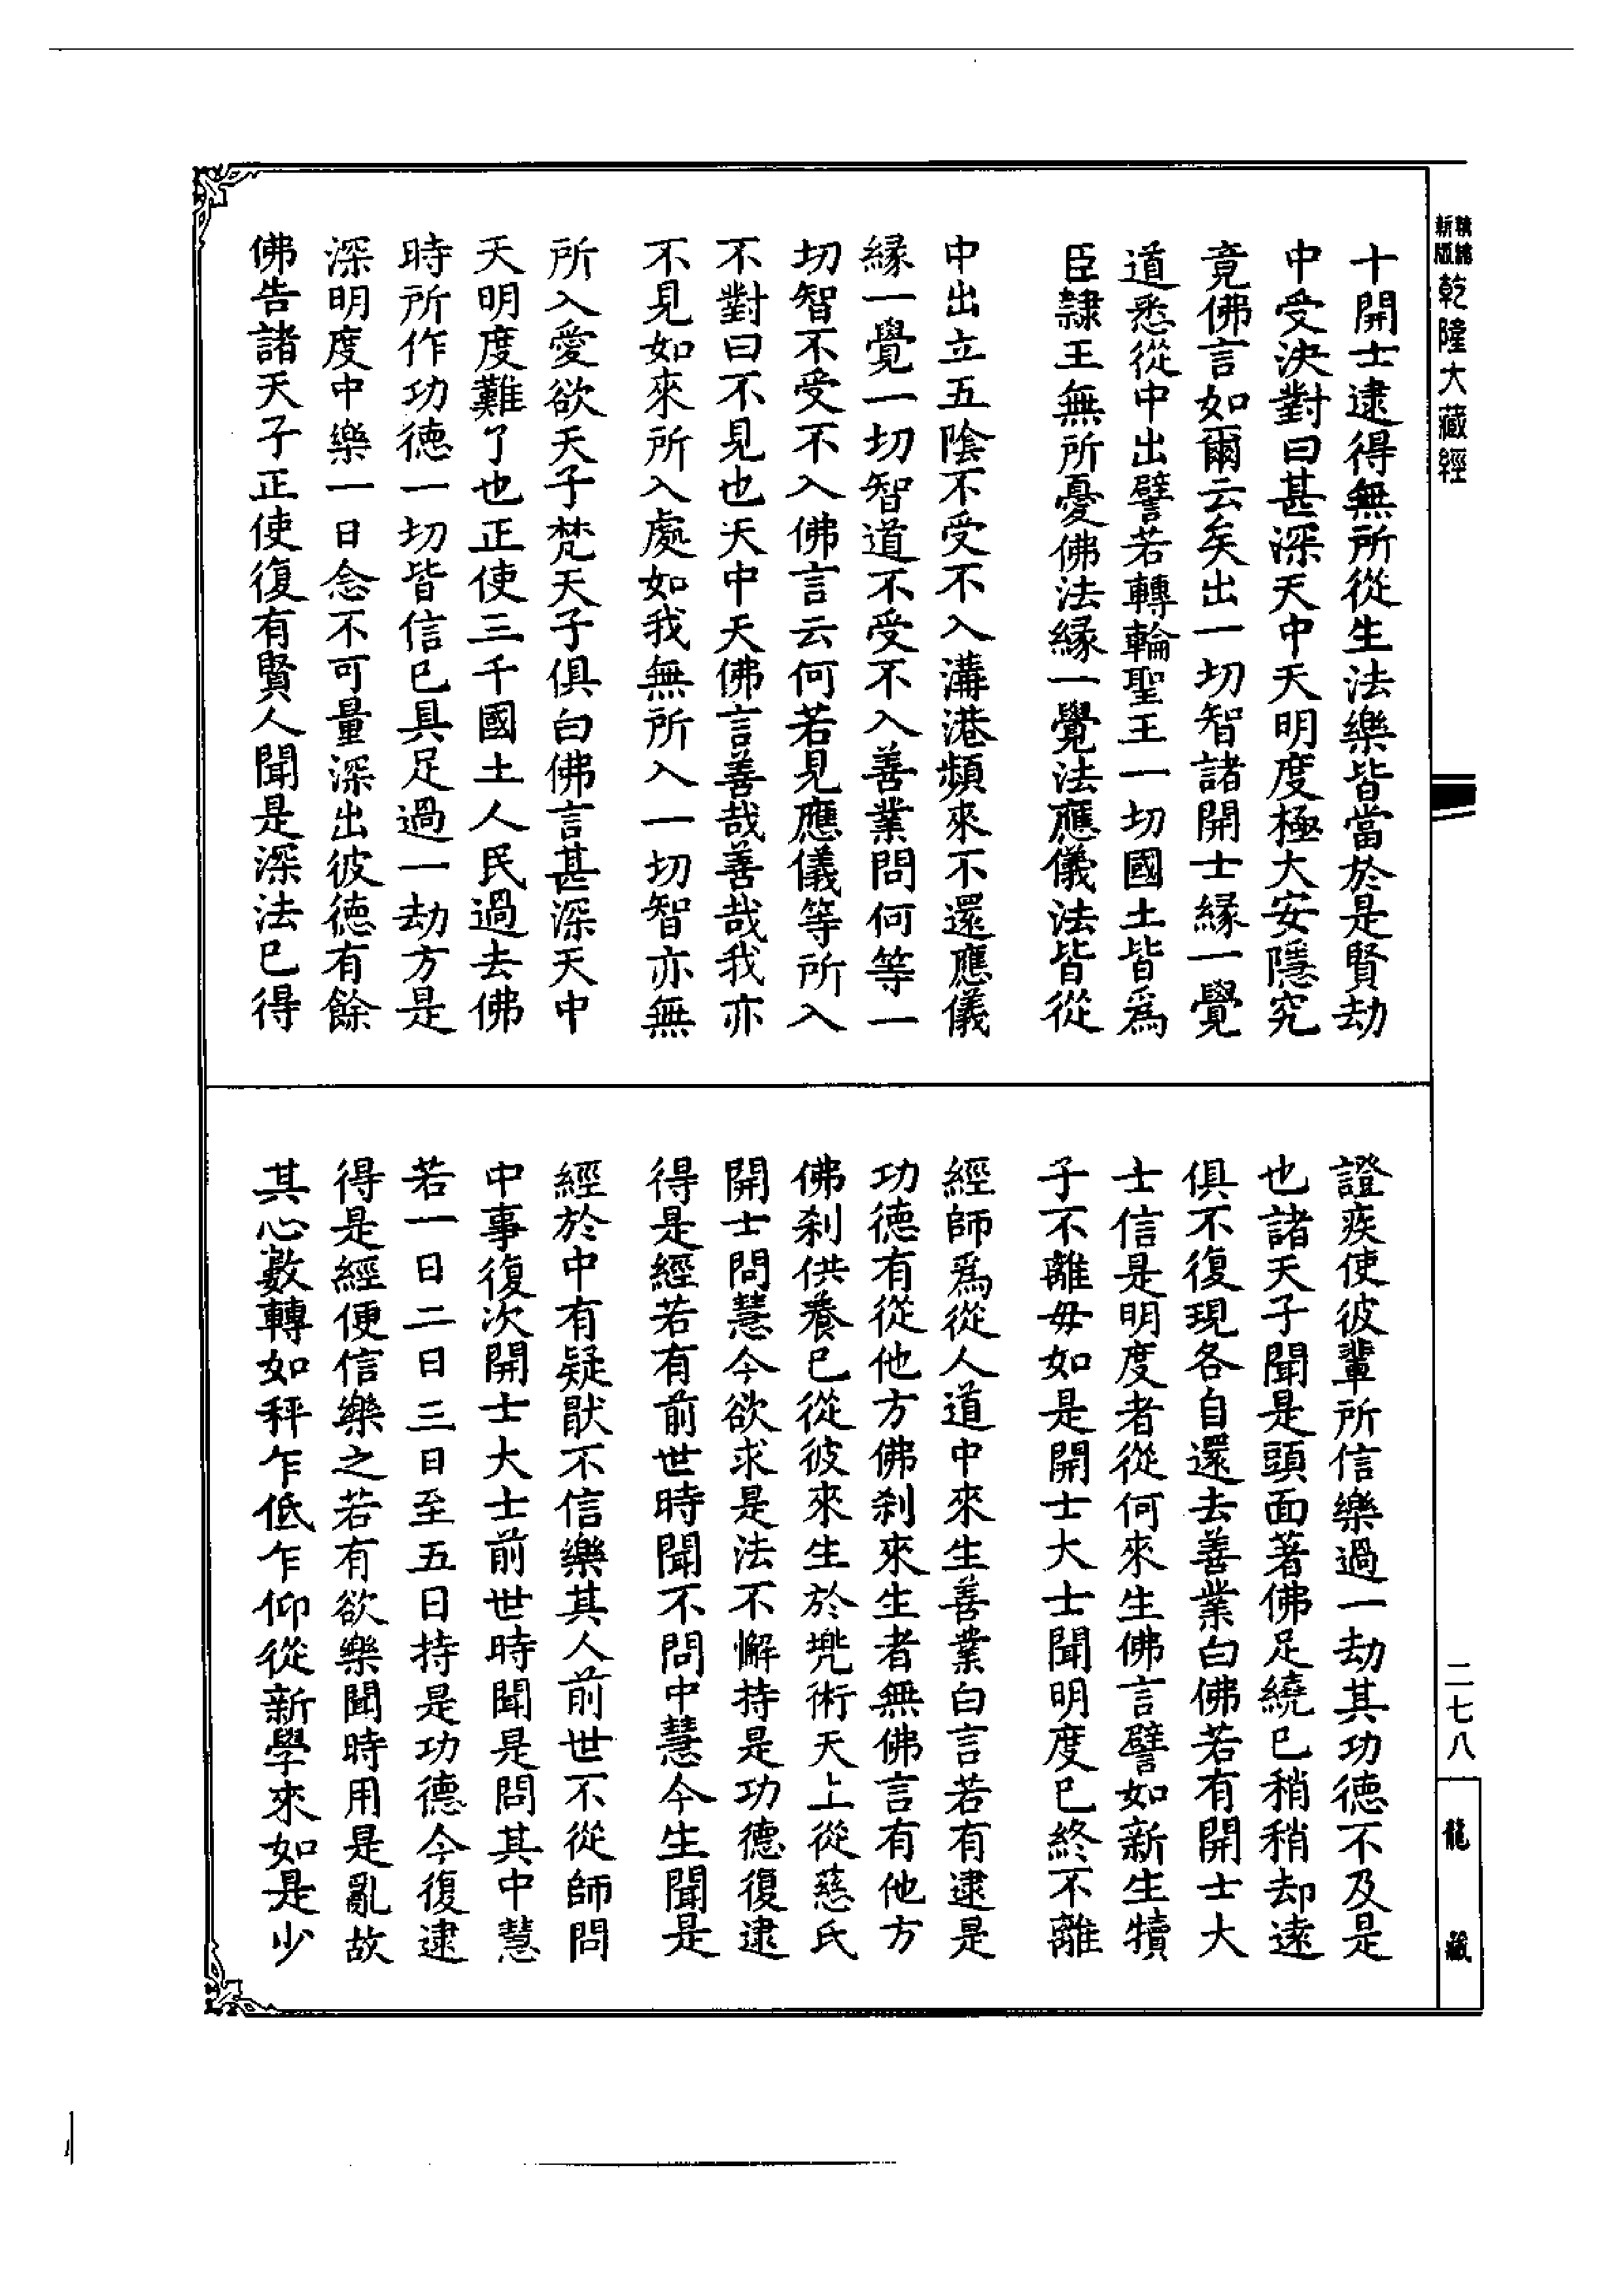 新編
縮版
乾隆大藏經
十開士逮得無所從生法樂皆當於是賢劫
中受決對曰甚深天中天明度極大安隱究
竟佛言如爾云矣出一切智諸開士緣一覺
道悉從中出譬若轉輪聖王一切國土皆爲
臣隸王無所憂佛法緣一覺法應儀法皆從
中出立五陰不受不入溝港頻來不還應儀
緣一覺一切智道不受不入善業問何等一
切智不受不入佛言云何若見應儀等所入
不對曰不見也天中天佛言善哉善哉我亦
不見如來所入處如我無所入一切智亦無
所入愛欲天子梵天子俱白佛言甚深天中
天明度難了也正使三千國土人民過去佛
時所作功德一切皆信已具足過一劫方是
深明度中樂一日念不可量深出彼德有餘
佛告諸天子正使復有賢人聞是深法已得
證疾使彼輩所信樂過一劫其功德不及是
也諸天子聞是頭面著佛足繞已稍稍却遠
俱不復現各自還去善業白佛若有開士大
士信是明度者從何來生佛言譬如新生犢
子不離毋如是開士大士聞明度已終不離
經師爲從人道中來生善業白言若有逮是
功德有從他方佛刹來生者無佛言有他方
佛刹供養已從彼來生於兠術天上從慈氏
開士問慧今欲求是法不懈持是功德復逮
得是經若有前世時聞不問中慧今生聞是
經於中有疑猒不信樂其人前世不從師問
中事復次開士大士前世時聞是問其中慧
若一日二日三日至五日持是功德今復逮
得是經便信樂之若有欲樂聞時用是亂故
其心數轉如秤乍低乍仰從新學來如是少
二七八
龍藏